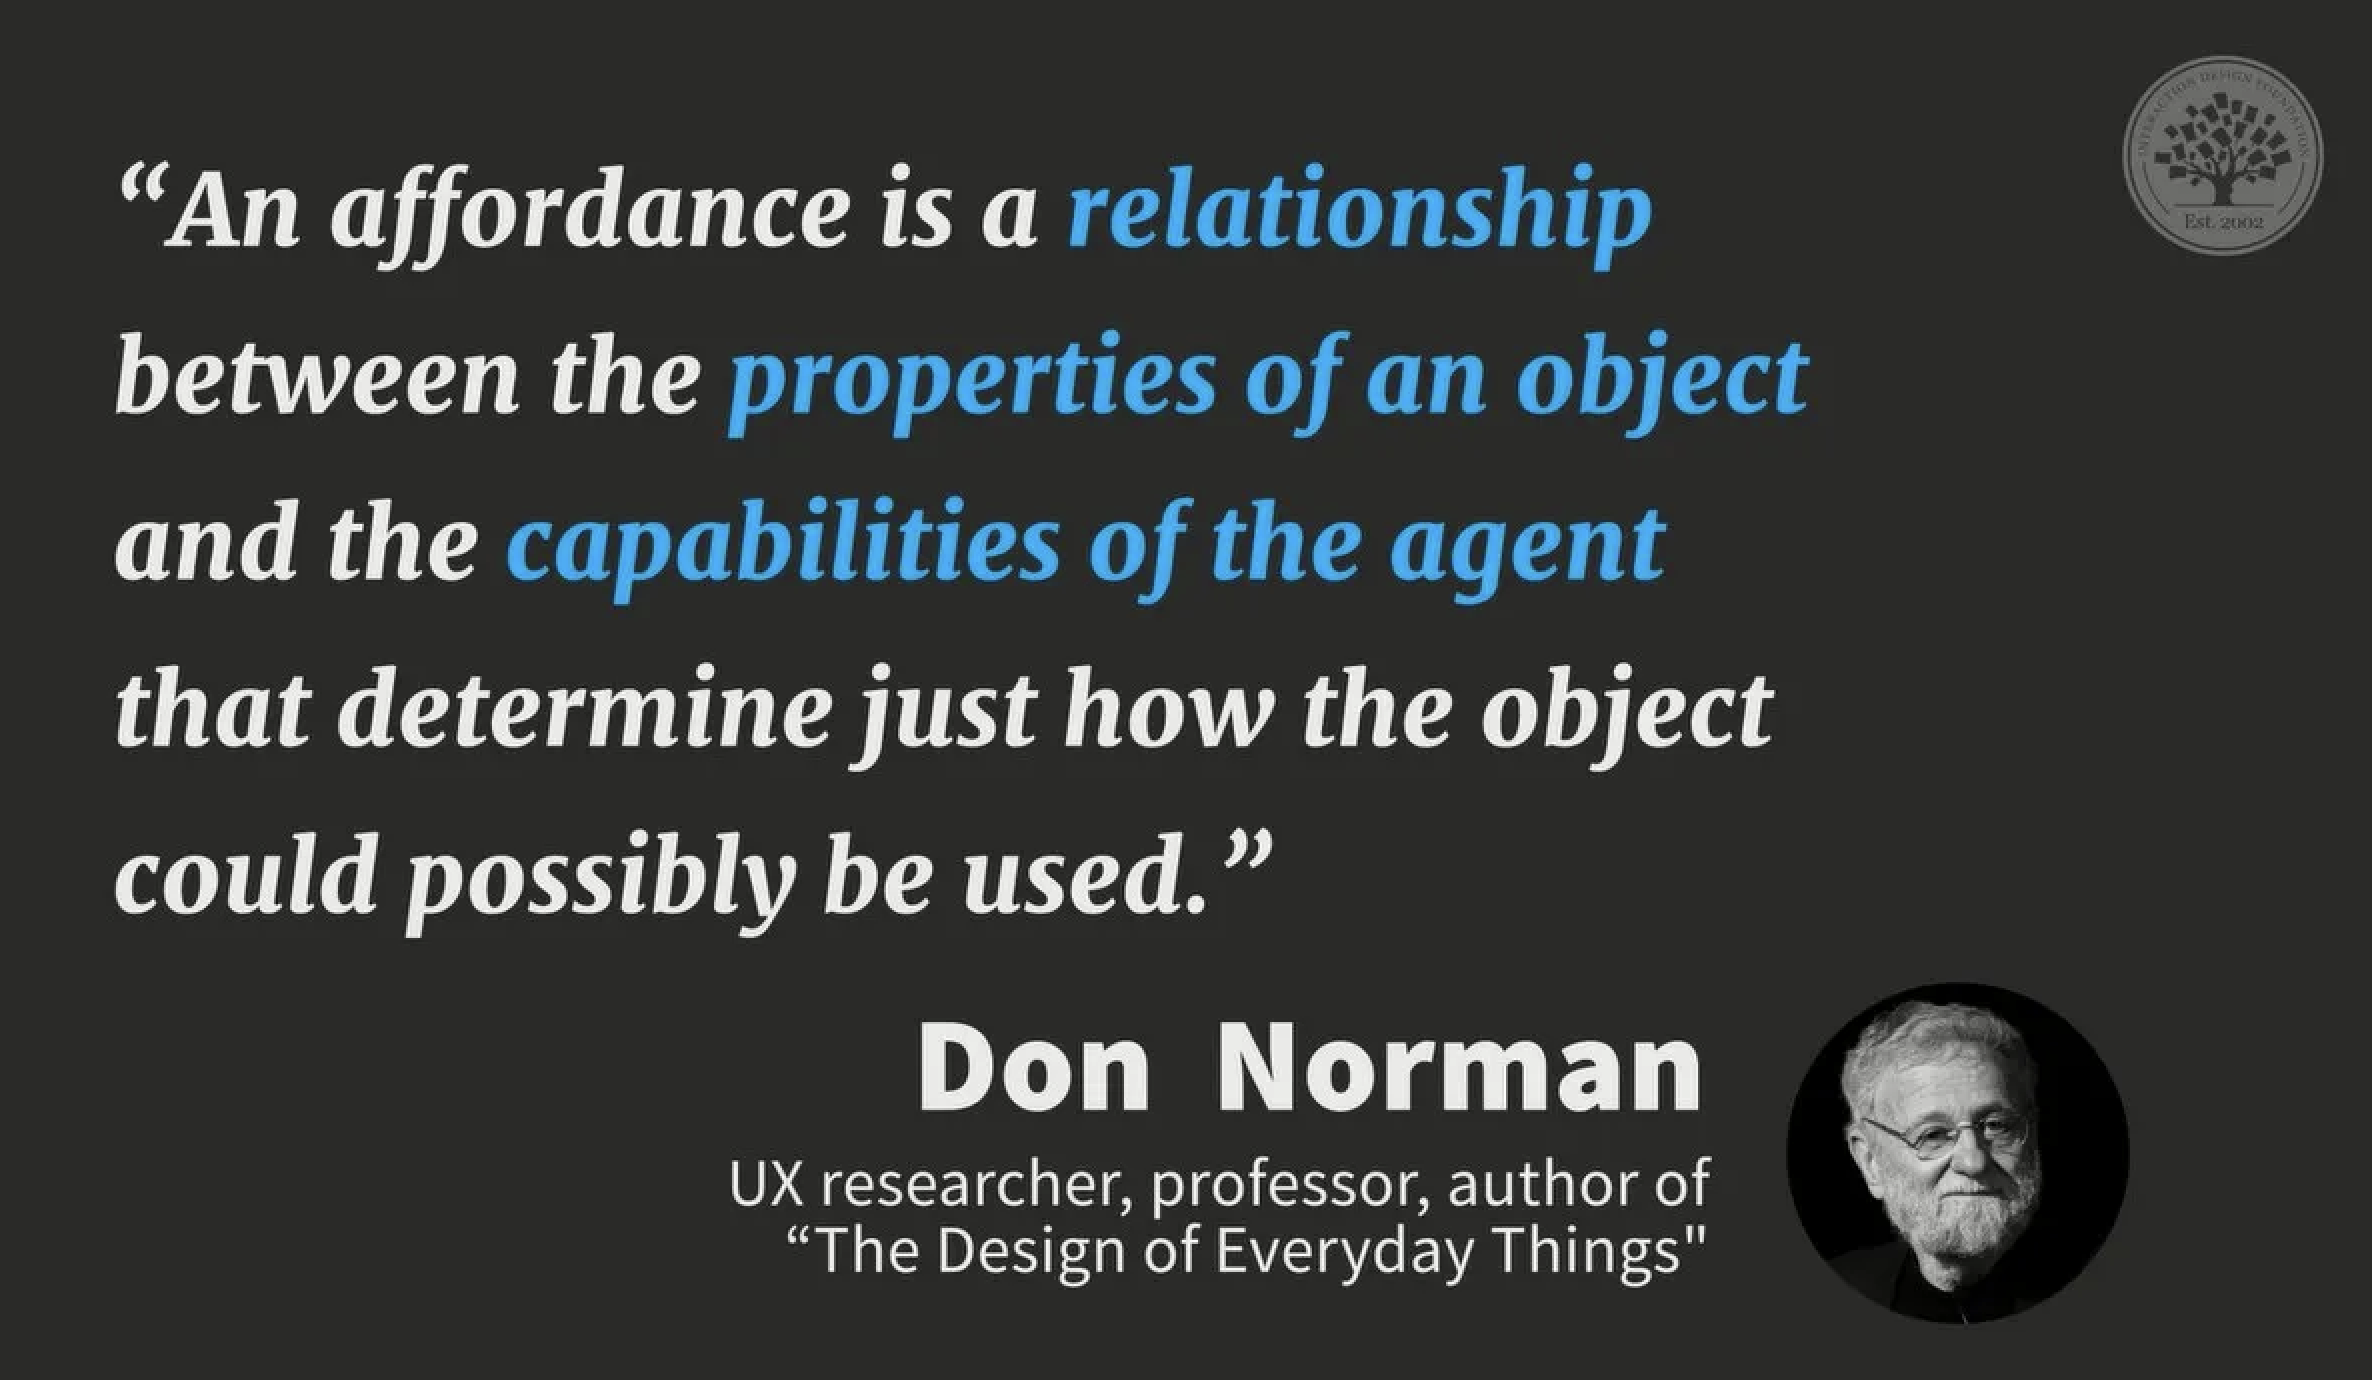 “An affordance is a relationship
between the properties of an object
and the capabilities of the agent
that determine just how the object
could possibly be used.”
Don Norman
UX researcher, professor, author of
“The Design of Everyday Things"
INTERACTION DESIGN FOUNDATION
Est. 2002